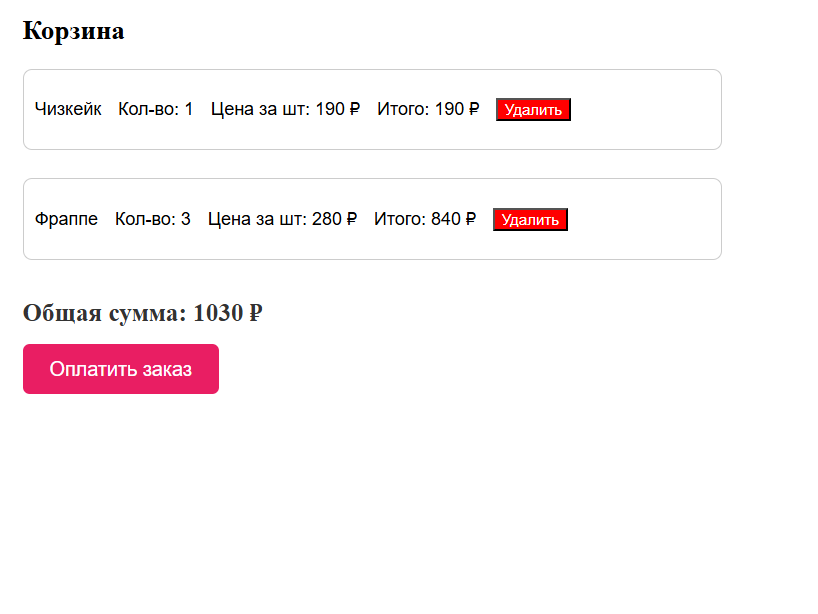 Корзина
Чизкейк Кол-во: 1 Цена за шт: 190 ₽ Итого: 190 ₽ Удалить
Фраппе Кол-во: 3 Цена за шт: 280 ₽ Итого: 840 ₽ Удалить
Общая сумма: 1030 ₽
Оплатить заказ